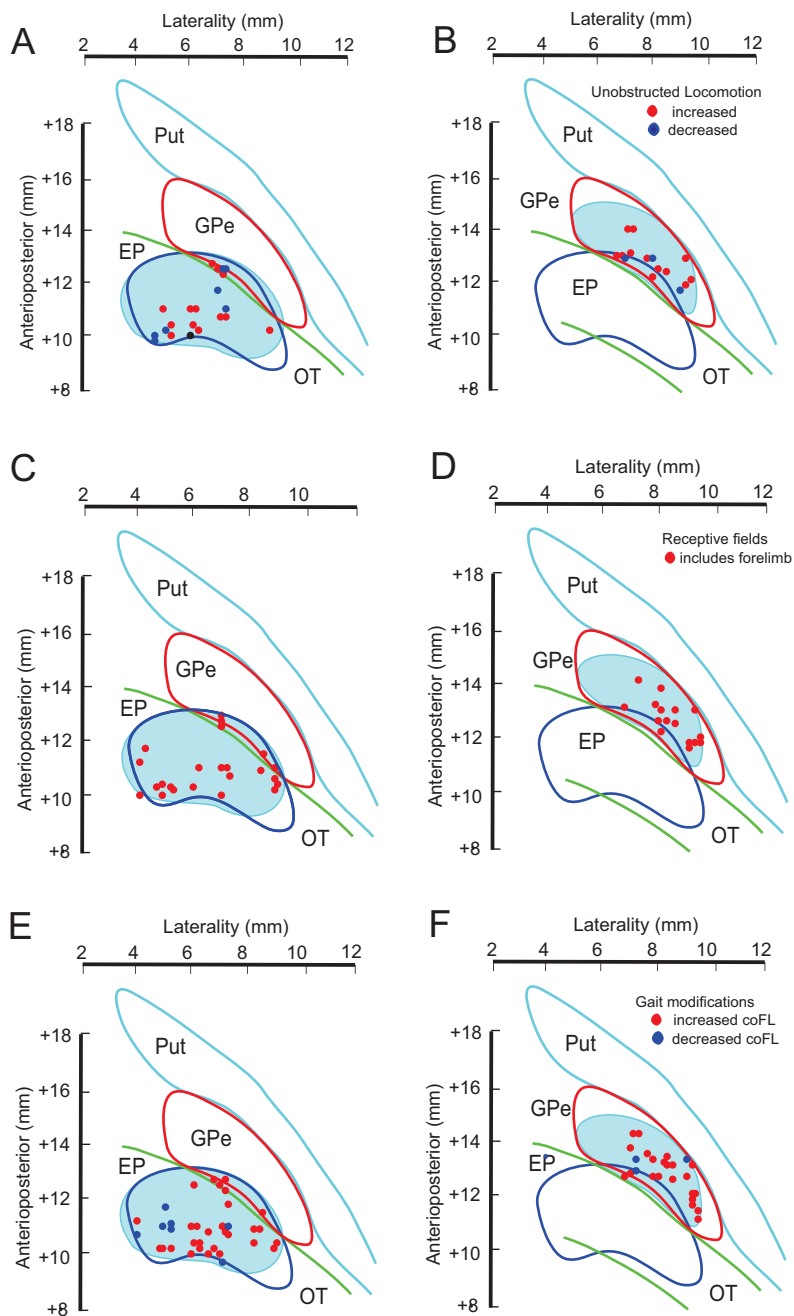 A
Laterality (mm)
2 4 6 8 10 12
Anterioposterior (mm)
+18
+16
+14
+12
+10
+8
Put
GPe
EP
OT
B
Laterality (mm)
2 4 6 8 10 12
Unobstructed Locomotion
increased
decreased
Anterioposterior (mm)
+18
+16
+14
+12
+10
+8
Put
GPe
EP
OT
C
Laterality (mm)
2 4 6 8 10
Anterioposterior (mm)
+18
+16
+14
+12
+10
+8
Put
GPe
EP
OT
D
Laterality (mm)
2 4 6 8 10 12
Receptive fields
includes forelimb
Anterioposterior (mm)
+18
+16
+14
+12
+10
+8
Put
GPe
EP
OT
E
Laterality (mm)
2 4 6 8 10 12
Anterioposterior (mm)
+18
+16
+14
+12
+10
+8
Put
GPe
EP
OT
F
Laterality (mm)
2 4 6 8 10 12
Gait modifications
increased coFL
decreased coFL
Anterioposterior (mm)
+18
+16
+14
+12
+10
+8
Put
GPe
EP
OT